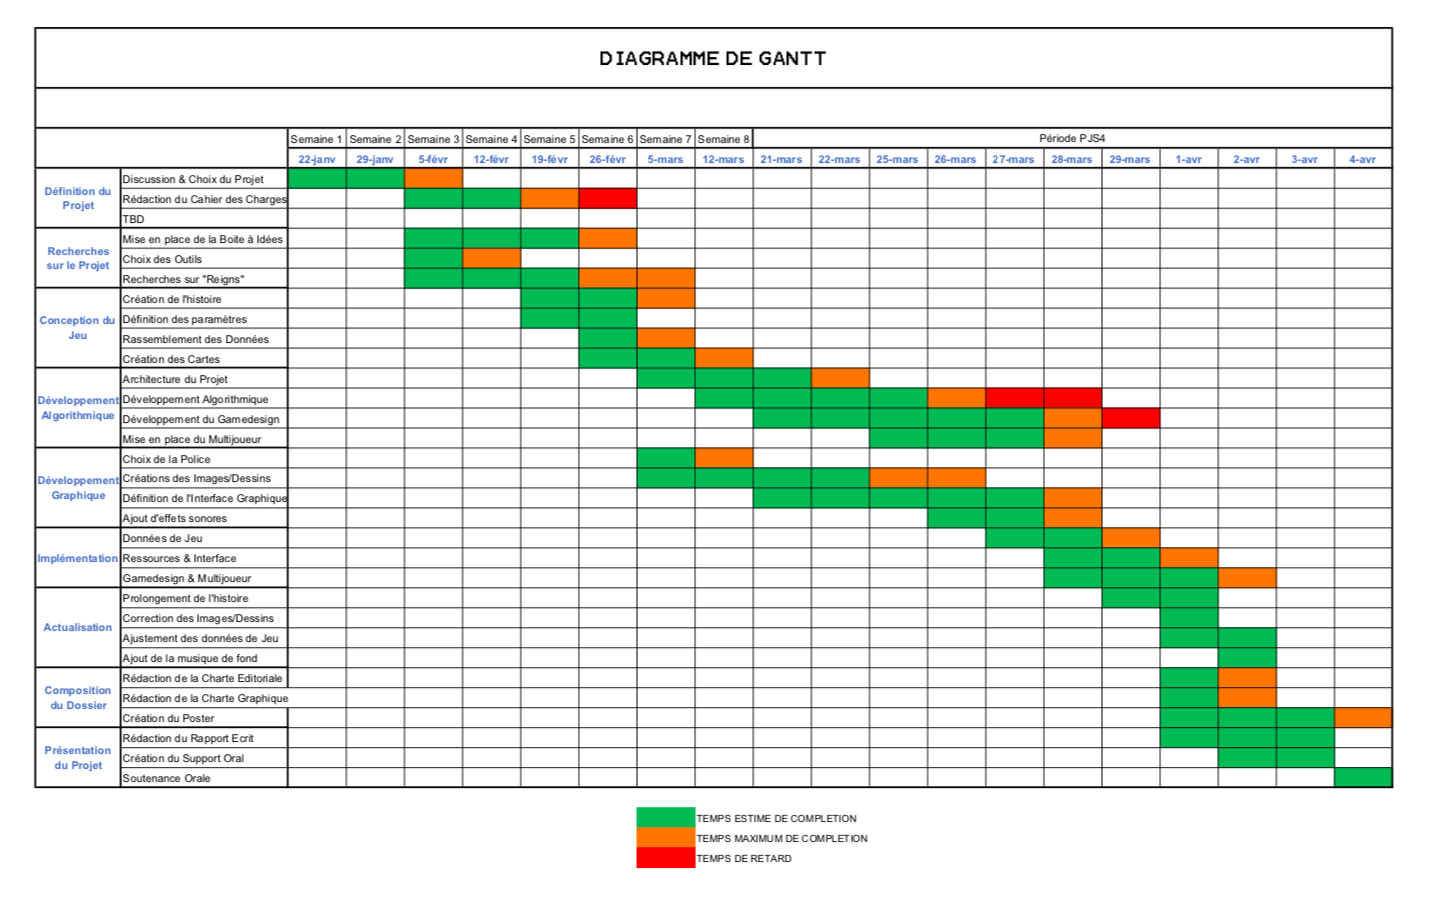 DIAGRAMME DE GANTT
Semaine 1 Semaine 2 Semaine 3 Semaine 4 Semaine 5 Semaine 6 Semaine 7 Semaine 8 Période PJS4
22-janv 29-janv 5-févr 12-févr 19-févr 26-févr 5-mars 12-mars 21-mars 22-mars 25-mars 26-mars 27-mars 28-mars 29-mars 1-avr 2-avr 3-avr 4-avr
Définition du
Projet
Discussion & Choix du Projet
Rédaction du Cahier des Charges
TBD
Recherches
sur le Projet
Mise en place de la Boite à Idées
Choix des Outils
Recherches sur "Reigns"
Conception du
Jeu
Création de l'histoire
Définition des paramètres
Rassemblement des Données
Création des Cartes
Développement
Algorithmique
Architecture du Projet
Développement Algorithmique
Développement du Gamedesign
Mise en place du Multijoueur
Développement
Graphique
Choix de la Police
Créations des Images/Dessins
Définition de l'Interface Graphique
Ajout d'effets sonores
Implémentation
Données de Jeu
Ressources & Interface
Gamedesign & Multijoueur
Actualisation
Prolongement de l'histoire
Correction des Images/Dessins
Ajustement des données de Jeu
Ajout de la musique de fond
Composition
du Dossier
Rédaction de la Charte Editoriale
Rédaction de la Charte Graphique
Création du Poster
Présentation
du Projet
Rédaction du Rapport Ecrit
Création du Support Oral
Soutenance Orale
TEMPS ESTIME DE COMPLETION
TEMPS MAXIMUM DE COMPLETION
TEMPS DE RETARD